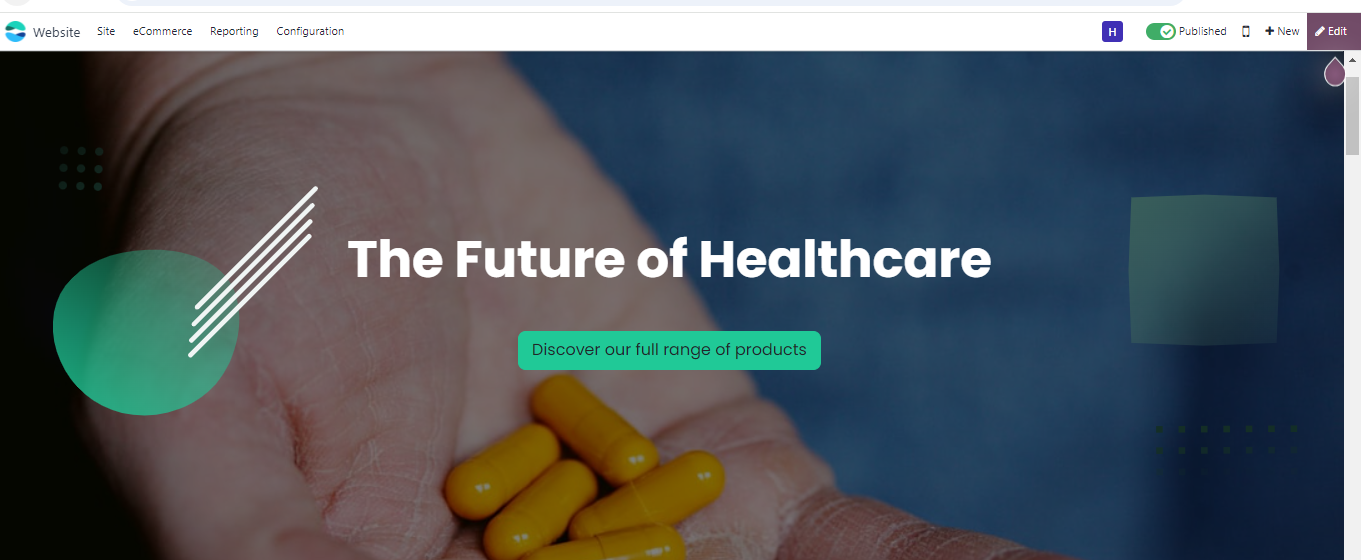 Website Site eCommerce Reporting Configuration H Published New Edit
The Future of Healthcare
Discover our full range of products